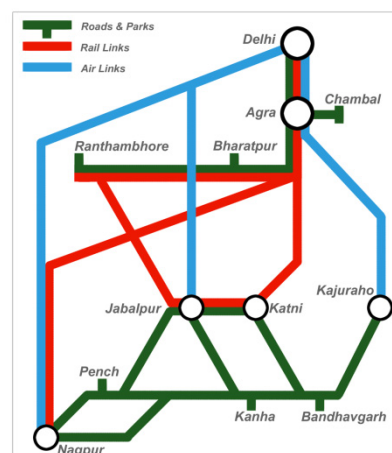 Roads & Parks
Rail Links
Air Links
Delhi
Agra
Chambal
Ranthambhore
Bharatpur
Jabalpur
Katni
Kajuraho
Pench
Kanha
Bandhavgarh
Nagpur